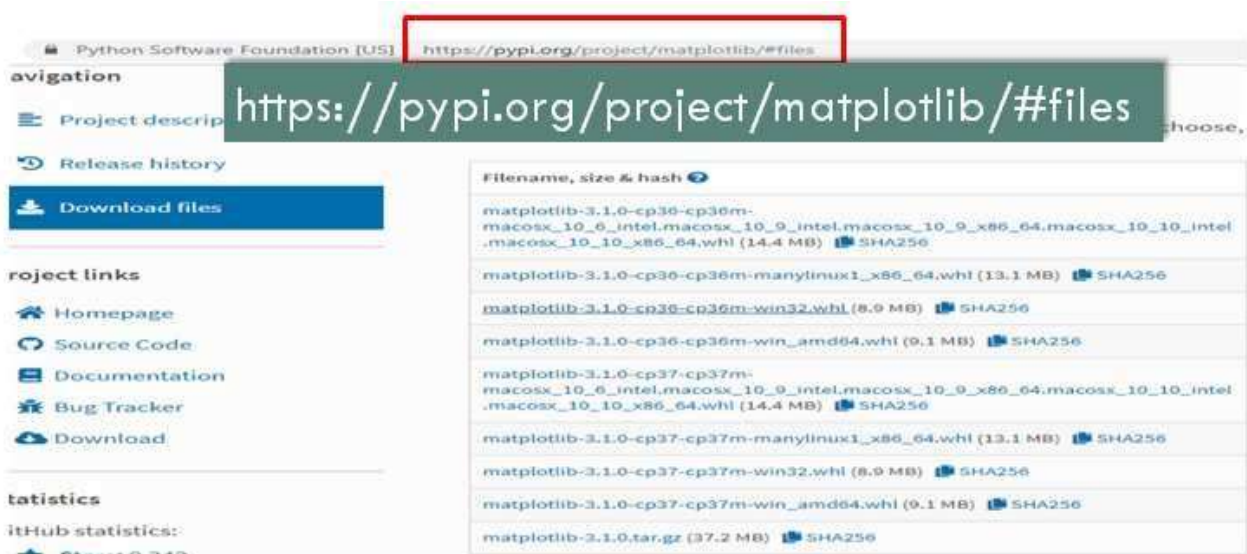 Python Software Foundation [US]
https://pypi.org/project/matplotlib/#files
https://pypi.org/project/matplotlib/#files
avigation
Project descrip
choose,
Release history
Download files
roject links
Homepage
Source Code
Documentation
Bug Tracker
Download
tatistics
itHub statistics:
Filename, size & hash
matplotlib-3.1.0-cp36-cp36m-
macosx_10_6_intel.macosx_10_9_intel.macosx_10_9_x86_64.macosx_10_10_intel
.macosx_10_10_x86_64.whl (14.4 MB) SHA256
matplotlib-3.1.0-cp36-cp36m-manylinux1_x86_64.whl (13.1 MB) SHA256
matplotlib-3.1.0-cp36-cp36m-win32.whl (8.9 MB) SHA256
matplotlib-3.1.0-cp36-cp36m-win_amd64.whl (9.1 MB) SHA256
matplotlib-3.1.0-cp37-cp37m-
macosx_10_6_intel.macosx_10_9_intel.macosx_10_9_x86_64.macosx_10_10_intel
.macosx_10_10_x86_64.whl (14.4 MB) SHA256
matplotlib-3.1.0-cp37-cp37m-manylinux1_x86_64.whl (13.1 MB) SHA256
matplotlib-3.1.0-cp37-cp37m-win32.whl (8.9 MB) SHA256
matplotlib-3.1.0-cp37-cp37m-win_amd64.whl (9.1 MB) SHA256
matplotlib-3.1.0.tar.gz (37.2 MB) SHA256